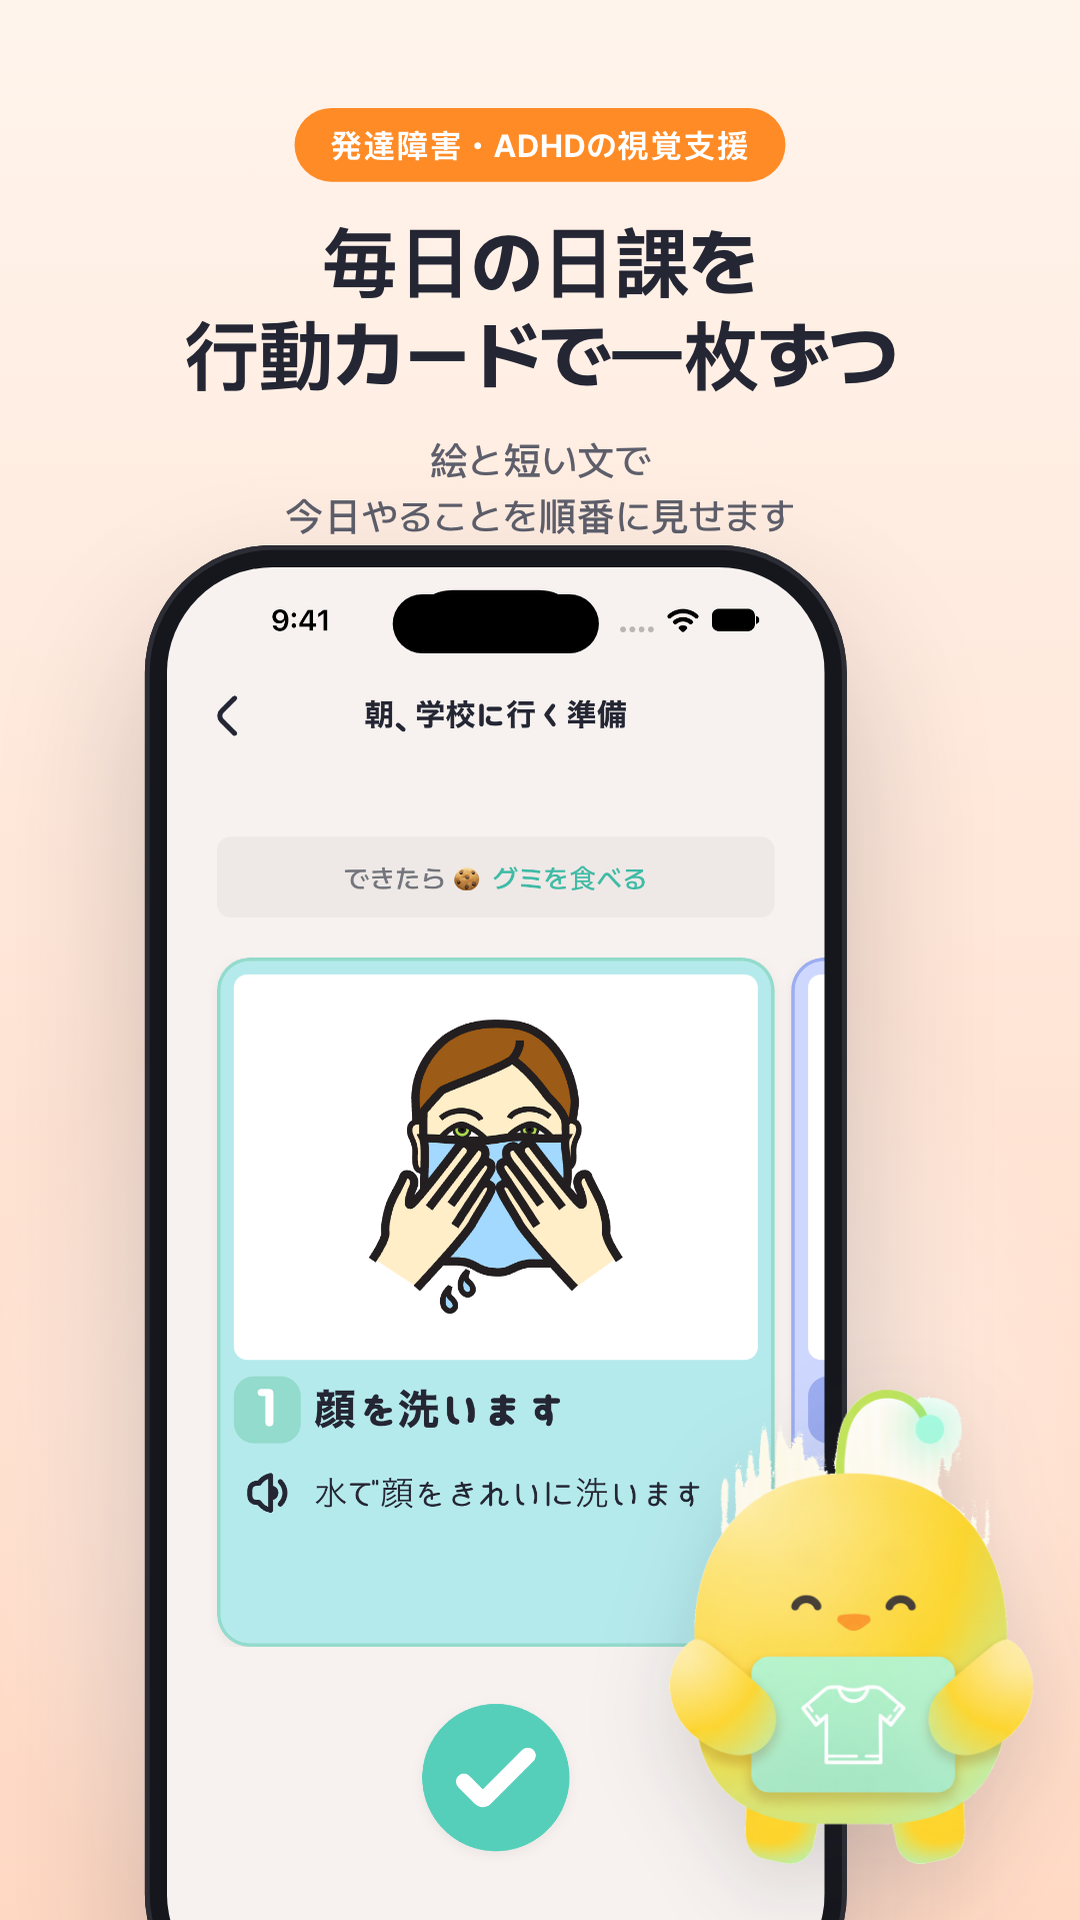 発達障害・ADHDの視覚支援
毎日の日課を
行動カードで一枚ずつ
絵と短い文で
今日やることを順番に見せます
9:41
朝、学校に行く準備
できたら🍪 グミを食べる
1 顔を洗います
水で顔をきれいに洗います